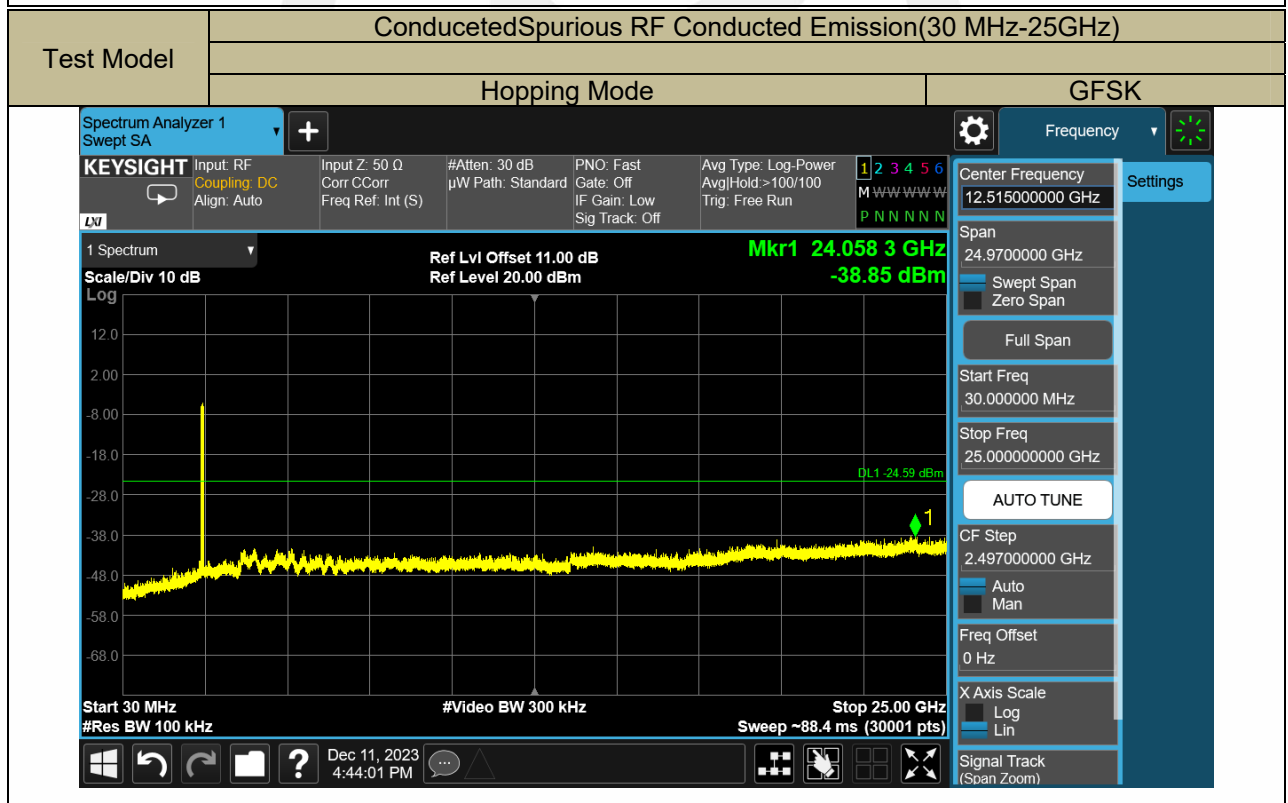 ConducetedSpurious RF Conducted Emission(30 MHz-25GHz)
Test Model
Hopping Mode
GFSK
Spectrum Analyzer 1
Swept SA
+
Frequency
KEYSIGHT
LXI
Input: RF
Coupling: DC
Align: Auto
Input Z: 50 Ω
Corr CCorr
Freq Ref: Int (S)
#Atten: 30 dB
µW Path: Standard
PNO: Fast
Gate: Off
IF Gain: Low
Sig Track: Off
Avg Type: Log-Power
Avg|Hold:>100/100
Trig: Free Run
1 2 3 4 5 6
M W W W W W
P N N N N N
Center Frequency
12.515000000 GHz
Settings
1 Spectrum
Scale/Div 10 dB
Ref Lvl Offset 11.00 dB
Ref Level 20.00 dBm
Mkr1 24.058 3 GHz
-38.85 dBm
Log
12.0
2.00
-8.00
-18.0
-28.0
-38.0
-48.0
-58.0
-68.0
DL1 -24.59 dBm
1
Start 30 MHz
#Res BW 100 kHz
#Video BW 300 kHz
Stop 25.00 GHz
Sweep ~88.4 ms (30001 pts)
Span
24.9700000 GHz
Swept Span
Zero Span
Full Span
Start Freq
30.000000 MHz
Stop Freq
25.000000000 GHz
AUTO TUNE
CF Step
2.497000000 GHz
Auto
Man
Freq Offset
0 Hz
X Axis Scale
Log
Lin
Signal Track
(Span Zoom)
?
Dec 11, 2023
4:44:01 PM